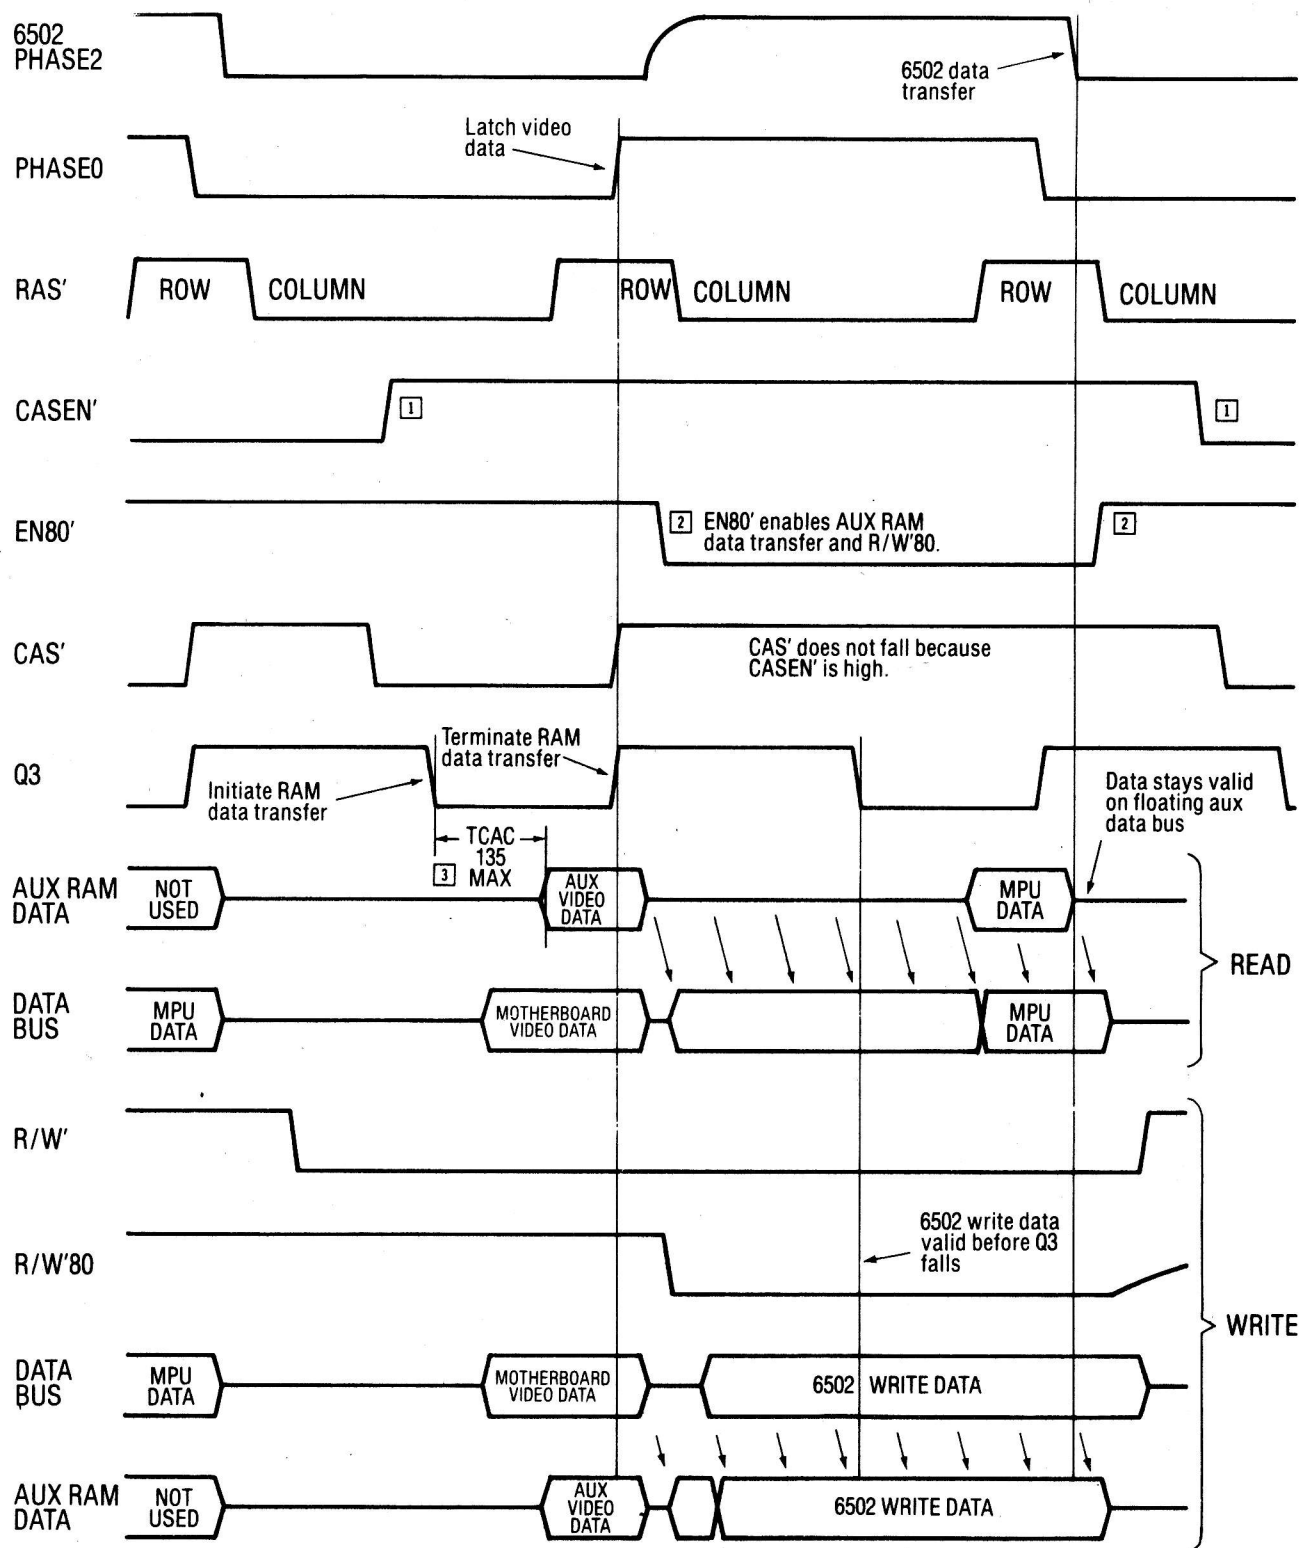 6502
PHASE2
6502 data
transfer
Latch video
data
PHASE0
RAS'
ROW
COLUMN
ROW
COLUMN
ROW
COLUMN
CASEN'
1
1
EN80'
2 EN80' enables AUX RAM
data transfer and R/W'80.
2
CAS'
CAS' does not fall because
CASEN' is high.
Q3
Initiate RAM
data transfer
Terminate RAM
data transfer
Data stays valid
on floating aux
data bus
TCAC
135
3 MAX
AUX RAM
DATA
NOT
USED
AUX
VIDEO
DATA
MPU
DATA
READ
DATA
BUS
MPU
DATA
MOTHERBOARD
VIDEO DATA
MPU
DATA
R/W'
R/W'80
6502 write data
valid before Q3
falls
WRITE
DATA
BUS
MPU
DATA
MOTHERBOARD
VIDEO DATA
6502 WRITE DATA
AUX RAM
DATA
NOT
USED
AUX
VIDEO
DATA
6502 WRITE DATA